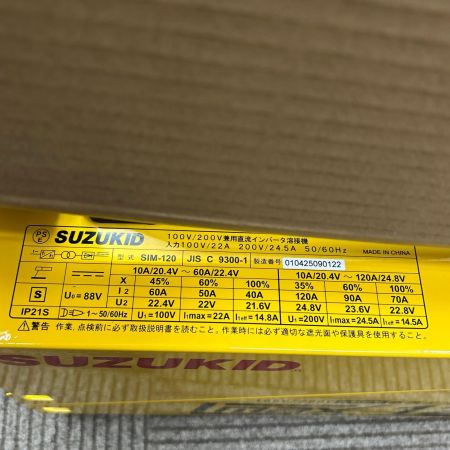 PS E SUZUKID 100V/200V兼用直流インバータ溶接機
入力100V/22A 200V/24.5A 50/60Hz MADE IN CHINA
型式 SIM-120 JIS C 9300-1 製造番号 010425090122
10A/20.4V ～ 60A/22.4V 10A/20.4V ～ 120A/24.8V
X 45% 60% 100% 35% 60% 100%
S U₀=88V I2 60A 50A 40A 120A 90A 70A
U2 22.4V 22V 21.6V 24.8V 23.6V 22.8V
IP21S 1～50/60Hz U₁=100V I₁max=22A I₁eff=14.8A U₁=200V I₁max=24.5A I₁eff=14.5A
⚠警告 作業、点検前に必ず取扱説明書を読むこと。作業時には必ず適切な遮光面や保護具を使用すること。
SUZUKID